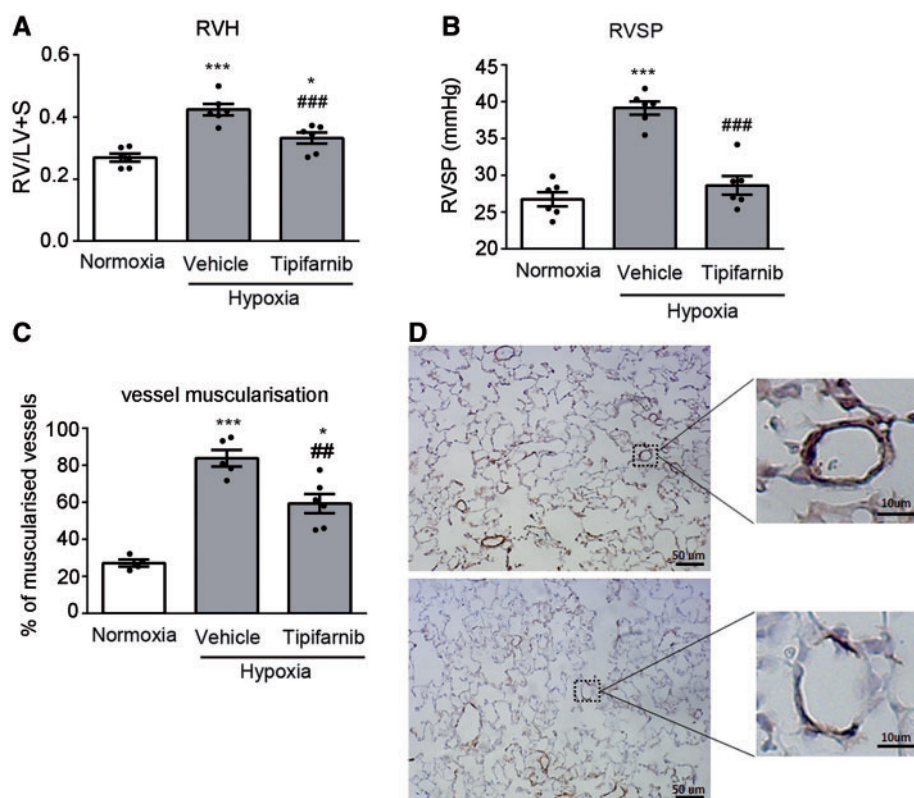 A
RVH
RV/LV+S
0.6
0.4
0.2
0.0
***
*
###
Normoxia Vehicle Tipifarnib
Hypoxia
B
RVSP
RVSP (mmHg)
45
40
35
30
25
20
***
###
Normoxia Vehicle Tipifarnib
Hypoxia
C
vessel muscularisation
% of muscularised vessels
100
80
60
40
20
0
***
*
##
Normoxia Vehicle Tipifarnib
Hypoxia
D
50 um
10um
50 um
10um